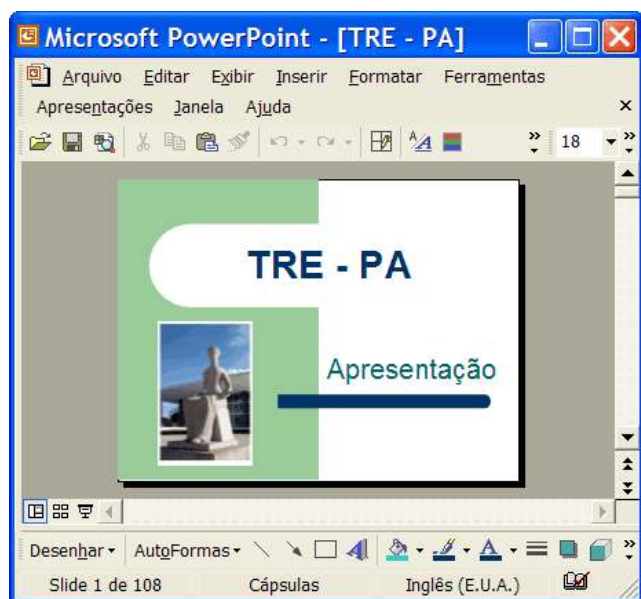 Microsoft PowerPoint - [TRE - PA]
Arquivo Editar Exibir Inserir Formatar Ferramentas
Apresentações Janela Ajuda
18
TRE - PA
Apresentação
Desenhar AutoFormas
Slide 1 de 108 Cápsulas Inglês (E.U.A.)